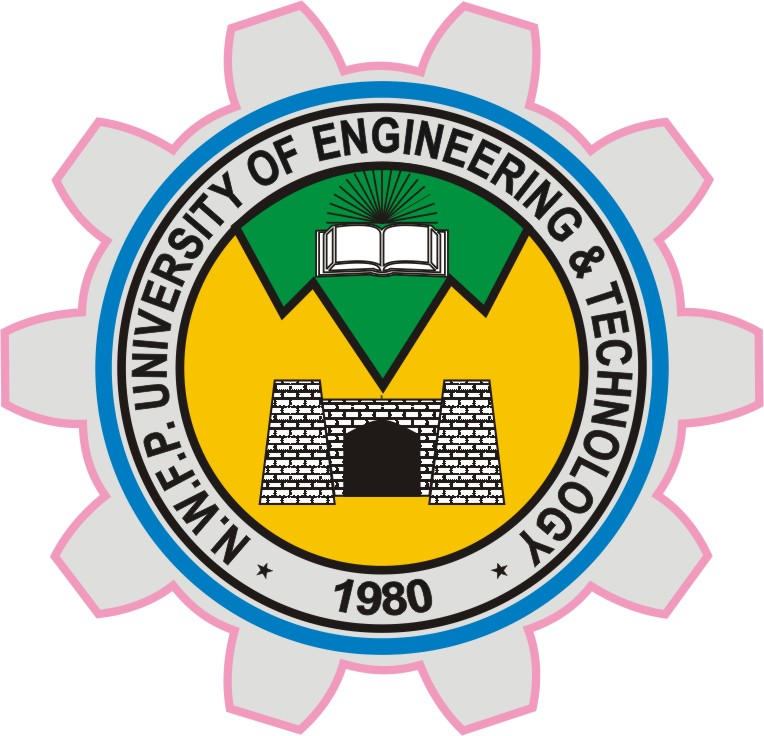 N.W.F.P. UNIVERSITY OF ENGINEERING & TECHNOLOGY
1980